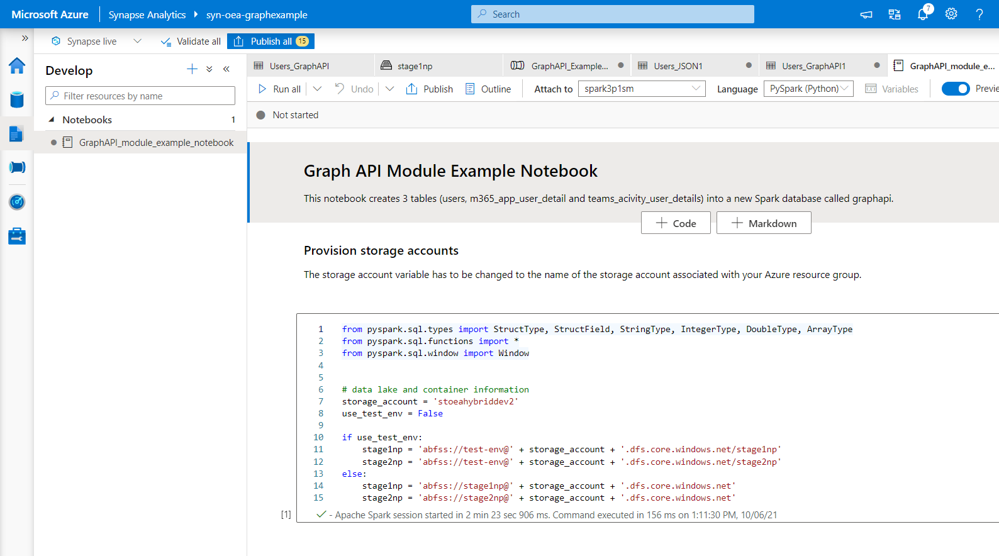 Microsoft Azure
Synapse Analytics
syn-oea-graphexample
Search
7
?
Synapse live
Validate all
Publish all 15
Develop
Filter resources by name
Notebooks 1
GraphAPI_module_example_notebook
Users_GraphAPI
stage1np
GraphAPI_Example...
Users_JSON1
Users_GraphAPI1
GraphAPI_module_e...
Run all
Undo
Publish
Outline
Attach to
spark3p1sm
Language
PySpark (Python)
Variables
Previe
Not started
Graph API Module Example Notebook
This notebook creates 3 tables (users, m365_app_user_detail and teams_acivity_user_details) into a new Spark database called graphapi.
Code
Markdown
Provision storage accounts
The storage account variable has to be changed to the name of the storage account associated with your Azure resource group.
1 from pyspark.sql.types import StructType, StructField, StringType, IntegerType, DoubleType, ArrayType
2 from pyspark.sql.functions import *
3 from pyspark.sql.window import Window
4
5
6 # data lake and container information
7 storage_account = 'stoeahybriddev2'
8 use_test_env = False
9
10 if use_test_env:
11     stage1np = 'abfss://test-env@' + storage_account + '.dfs.core.windows.net/stage1np'
12     stage2np = 'abfss://test-env@' + storage_account + '.dfs.core.windows.net/stage2np'
13 else:
14     stage1np = 'abfss://stage1np@' + storage_account + '.dfs.core.windows.net'
15     stage2np = 'abfss://stage2np@' + storage_account + '.dfs.core.windows.net'
[1] - Apache Spark session started in 2 min 23 sec 906 ms. Command executed in 156 ms on 1:11:30 PM, 10/06/21